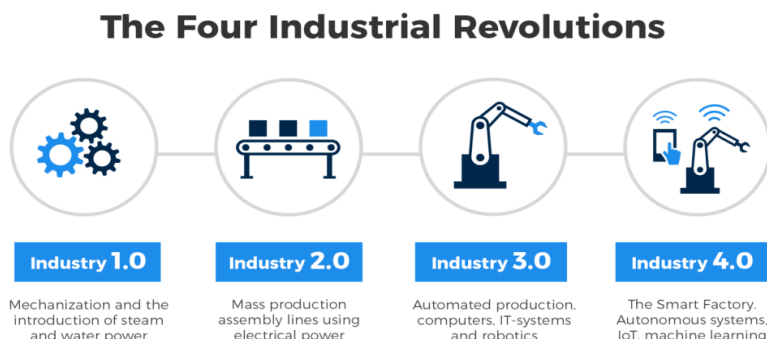 The Four Industrial Revolutions
Industry 1.0
Mechanization and the
introduction of steam
and water power
Industry 2.0
Mass production
assembly lines using
electrical power
Industry 3.0
Automated production,
computers, IT-systems
and robotics
Industry 4.0
The Smart Factory.
Autonomous systems,
IoT, machine learning